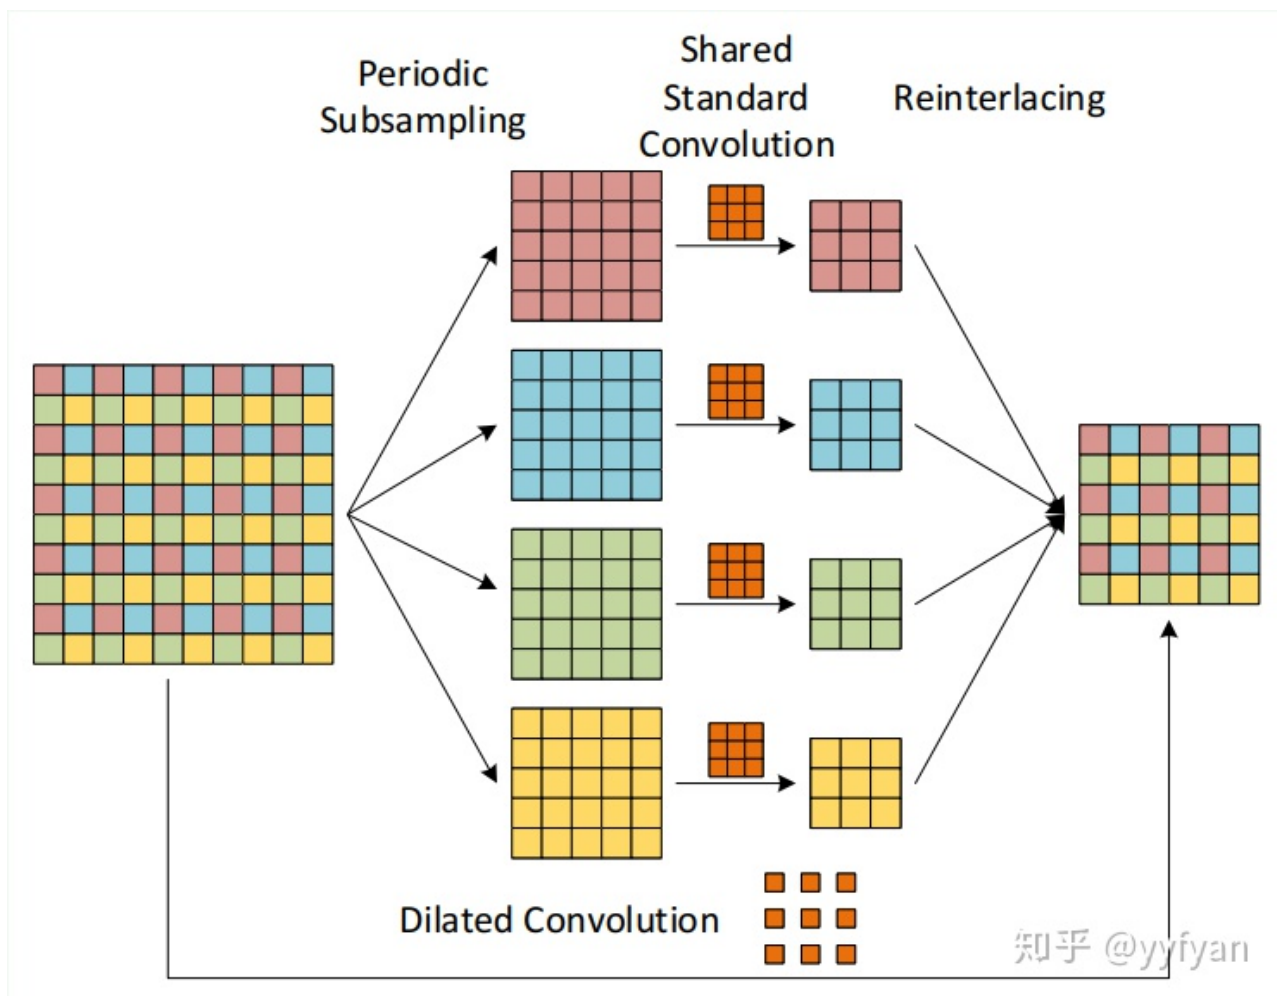 Periodic
Subsampling
Shared
Standard
Convolution
Reinterlacing
Dilated Convolution
知乎 @yyfyan